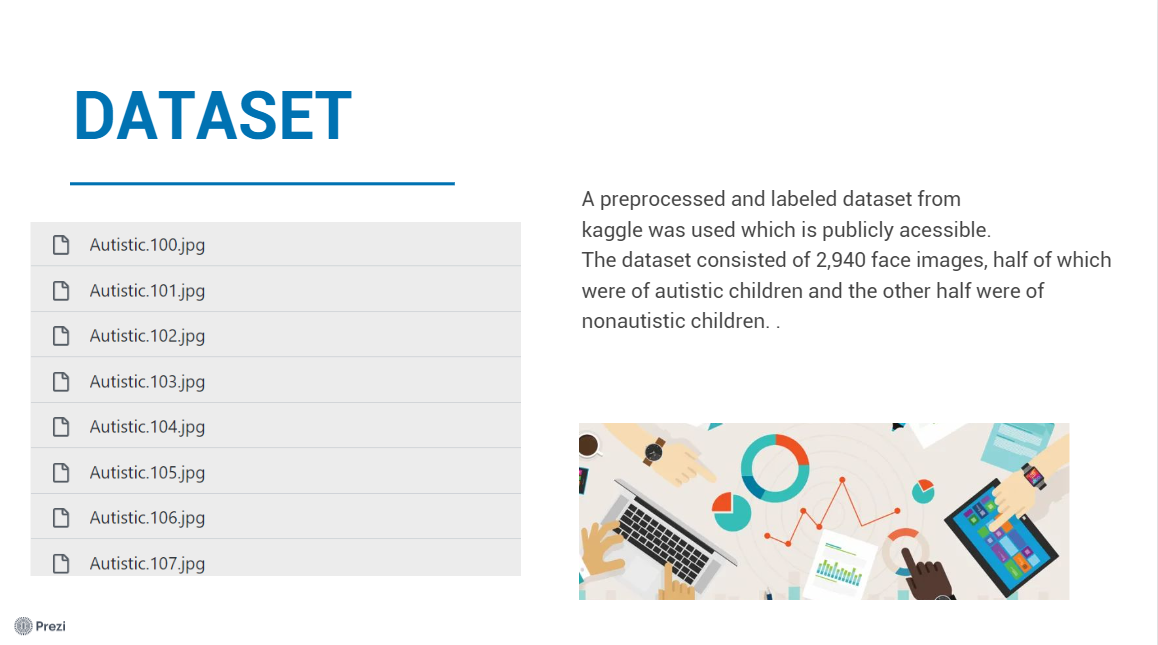 DATASET
Autistic.100.jpg
Autistic.101.jpg
Autistic.102.jpg
Autistic.103.jpg
Autistic.104.jpg
Autistic.105.jpg
Autistic.106.jpg
Autistic.107.jpg
A preprocessed and labeled dataset from
kaggle was used which is publicly acessible.
The dataset consisted of 2,940 face images, half of which
were of autistic children and the other half were of
nonautistic children. .
Prezi